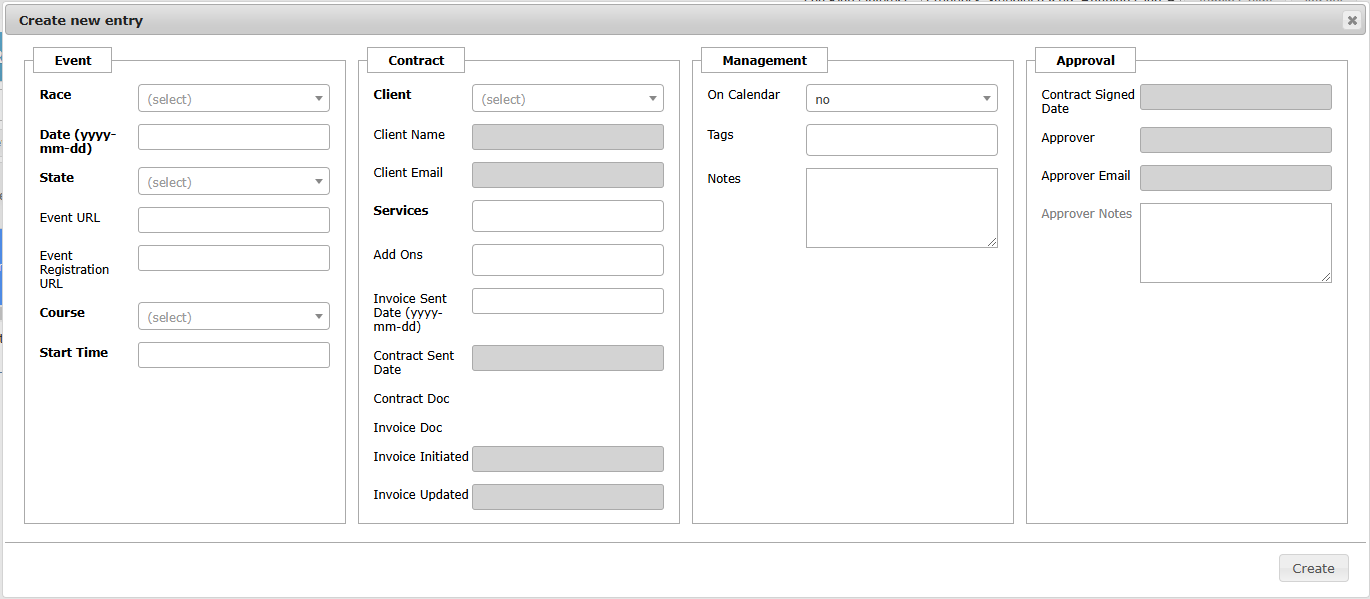 Create new entry
Event
Race
(select)
Date (yyyy-
mm-dd)
State
(select)
Event URL
Event
Registration
URL
Course
(select)
Start Time
Contract
Client
(select)
Client Name
Client Email
Services
Add Ons
Invoice Sent
Date (yyyy-
mm-dd)
Contract Sent
Date
Contract Doc
Invoice Doc
Invoice Initiated
Invoice Updated
Management
On Calendar
no
Tags
Notes
Approval
Contract Signed
Date
Approver
Approver Email
Approver Notes
Create